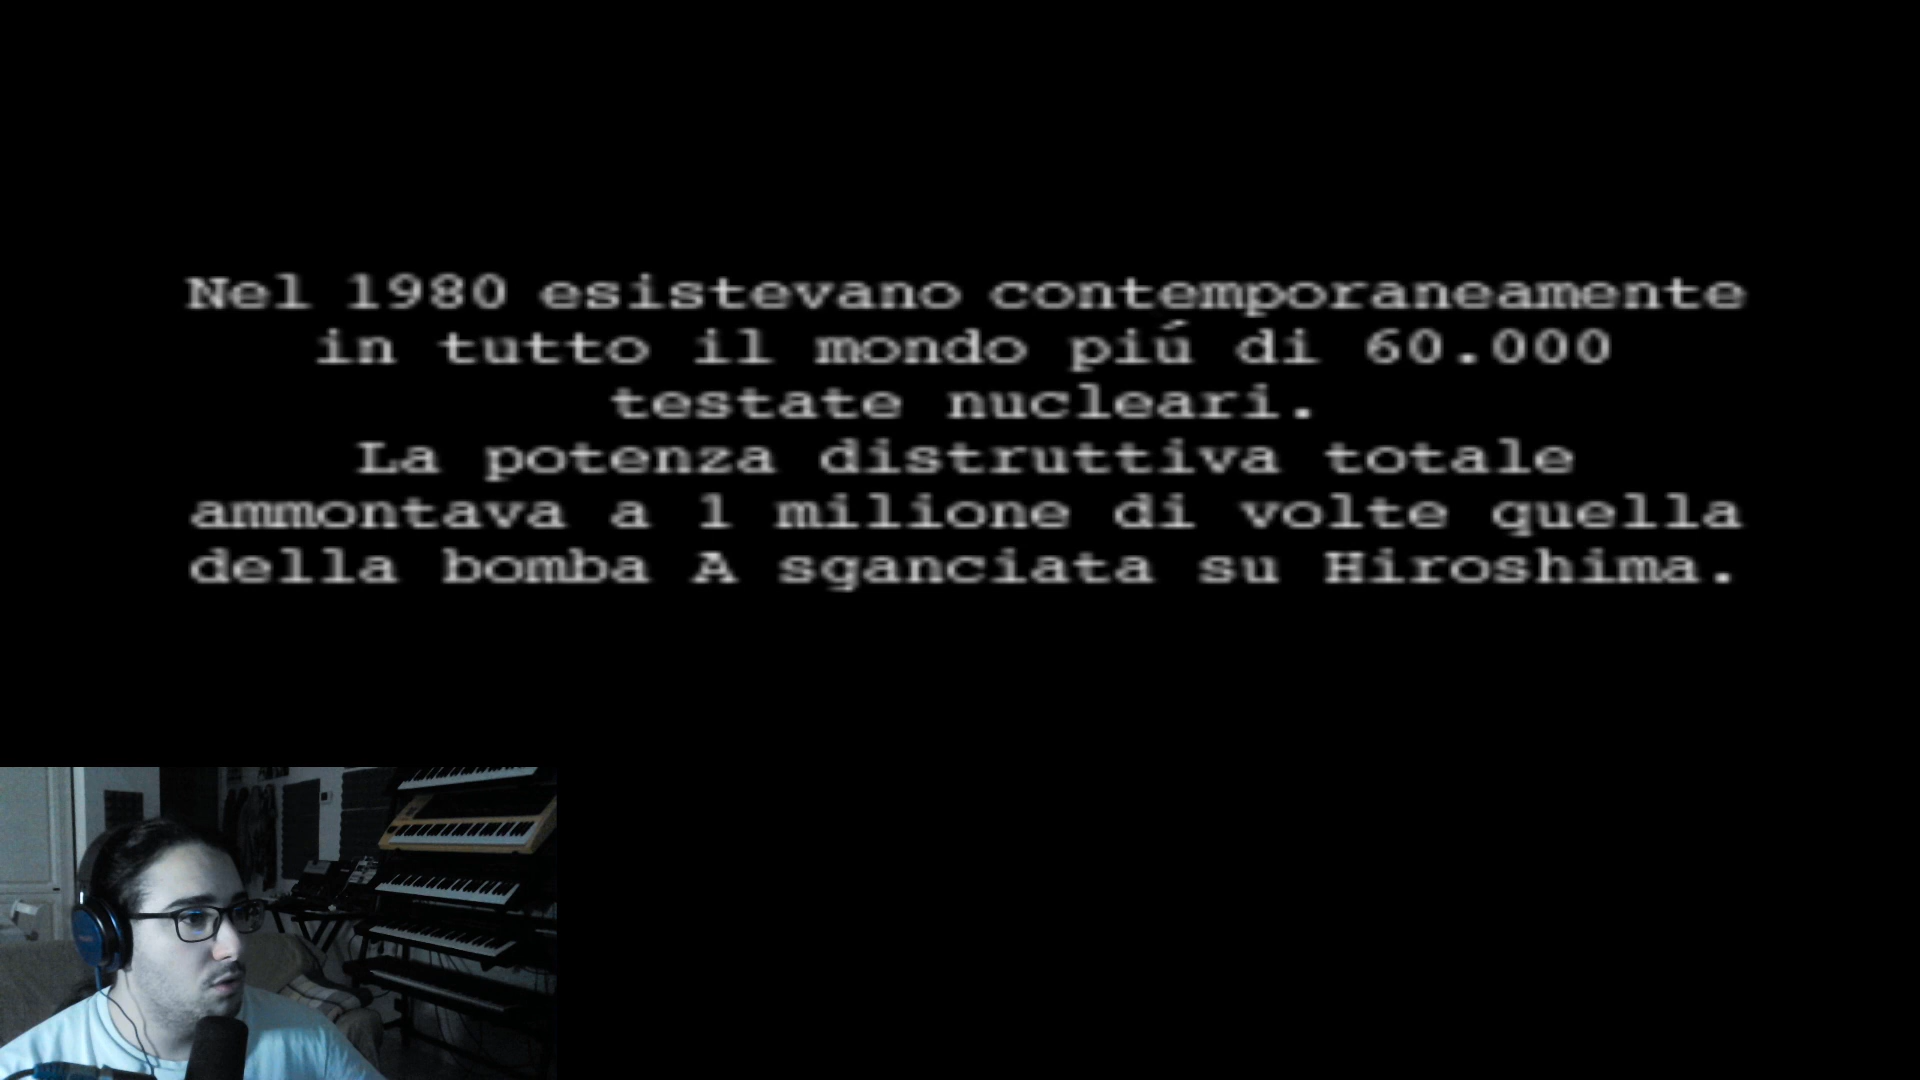 Nel 1980 esistevano contemporaneamente
in tutto il mondo piú di 60.000
testate nucleari.
La potenza distruttiva totale
ammontava a 1 milione di volte quella
della bomba A sganciata su Hiroshima.